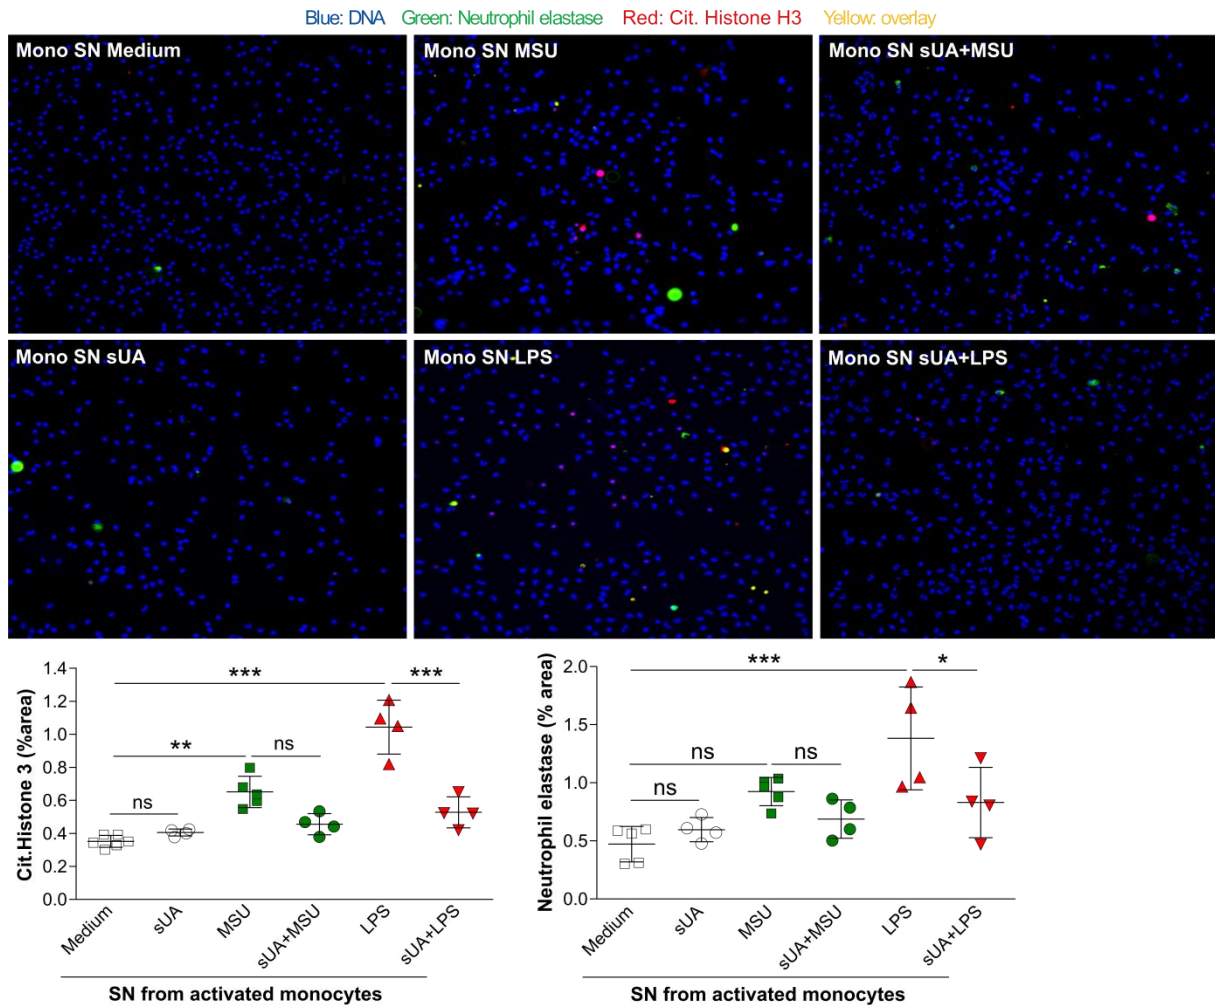 Blue: DNA Green: Neutrophil elastase Red: Cit. Histone H3 Yellow: overlay
Mono SN Medium
Mono SN MSU
Mono SN sUA+MSU
Mono SN sUA
Mono SN LPS
Mono SN sUA+LPS
Cit.Histone 3 (%area)
1.4
1.2
1.0
0.8
0.6
0.4
0.2
0.0
***
***
**
ns
ns
Medium
sUA
MSU
sUA+MSU
LPS
sUA+LPS
SN from activated monocytes
Neutrophil elastase (% area)
2.0
1.5
1.0
0.5
0.0
***
*
ns
ns
ns
Medium
sUA
MSU
sUA+MSU
LPS
sUA+LPS
SN from activated monocytes